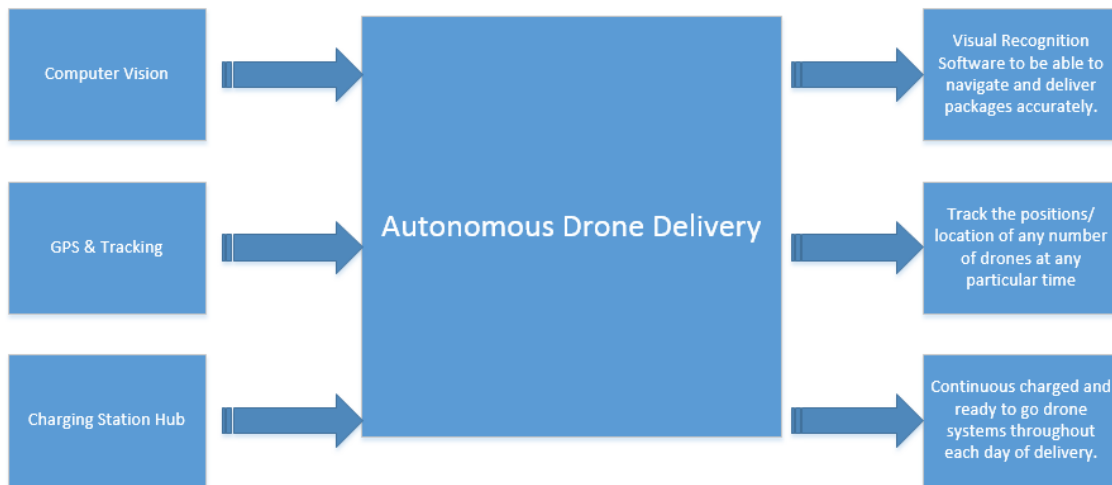 Computer Vision
Visual Recognition
Software to be able to
navigate and deliver
packages accurately.
Autonomous Drone Delivery
GPS & Tracking
Track the positions/
location of any number
of drones at any
particular time
Charging Station Hub
Continuous charged and
ready to go drone
systems throughout
each day of delivery.